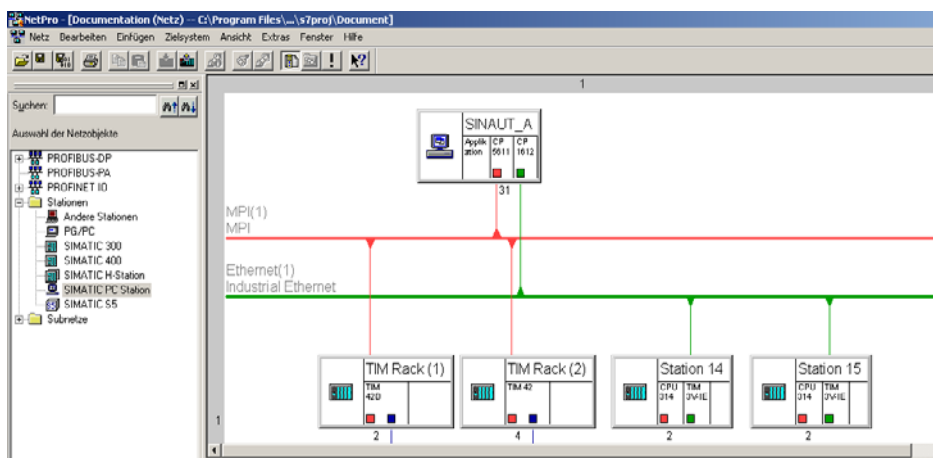 NetPro - [Documentation (Netz) -- C:\Program Files\...\s7proj\Document]
Netz Bearbeiten Einfügen Zielsystem Ansicht Extras Fenster Hilfe
Suchen:
Auswahl der Netzobjekte
PROFIBUS-DP
PROFIBUS-PA
PROFINET IO
Stationen
Andere Stationen
PG/PC
SIMATIC 300
SIMATIC 400
SIMATIC H-Station
SIMATIC PC Station
SIMATIC S5
Subnetze
1
SINAUT_A
Applik CP CP
ation 5611 1612
31
MPI(1)
MPI
Ethernet(1)
Industrial Ethernet
TIM Rack (1) TIM Rack (2) Station 14 Station 15
TIM TIM 42 CPU TIM CPU TIM
42D 314 3V-IE 314 3V-IE
1
2 4 2 2